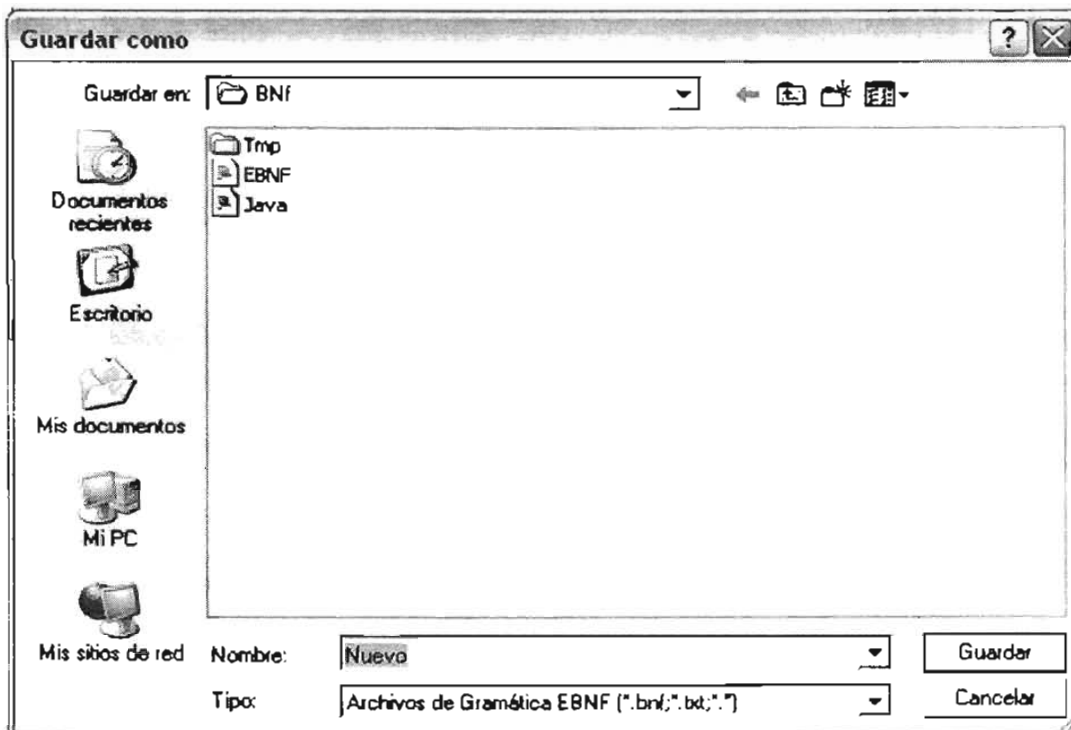 Guardar como
Guardar en: BNf
Tmp
EBNF
Java
Documentos
recientes
Escritorio
Mis documentos
Mi PC
Mis sitios de red
Nombre: Nuevo Guardar
Tipo: Archivos de Gramática EBNF (*.bnf;*.txt;*.*) Cancelar